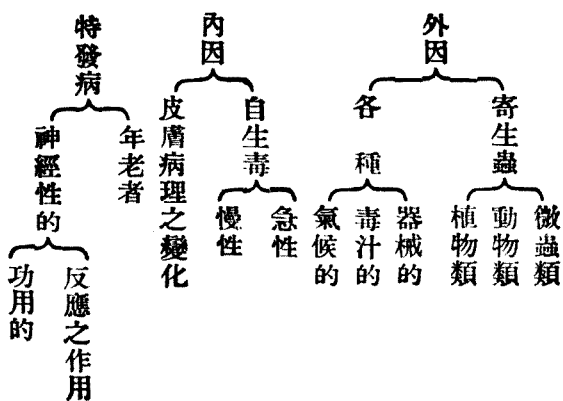 外因
寄生蟲
微蟲類
動物類
植物類
各種
器械的
毒汁的
氣候的
內因
自生毒
急性
慢性
皮膚病理之變化
特發病
年老者
神經性的
反應之作用
功用的